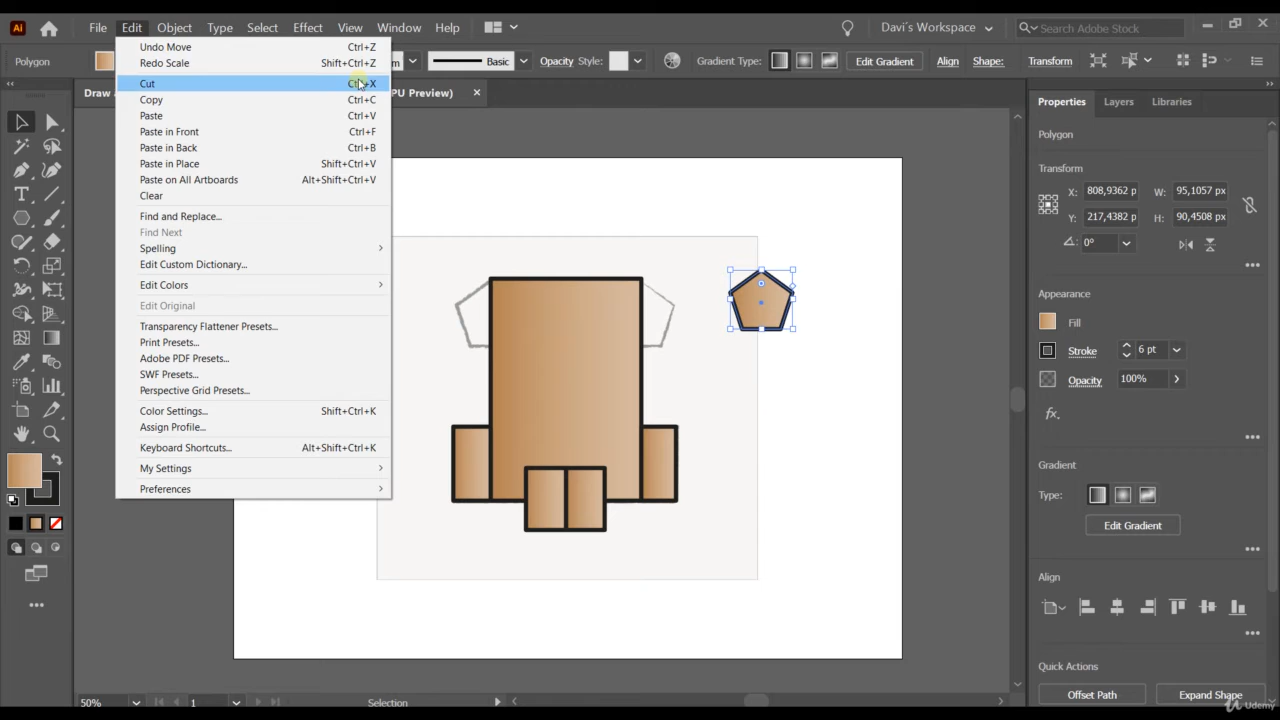 Ai File Edit Object Type Select Effect View Window Help Davi's Workspace Search Adobe Stock
Polygon Basic Opacity Style: Gradient Type: Edit Gradient Align Shape: Transform
Draw PU Preview)
Undo Move Ctrl+Z
Redo Scale Shift+Ctrl+Z
Cut Ctrl+X
Copy Ctrl+C
Paste Ctrl+V
Paste in Front Ctrl+F
Paste in Back Ctrl+B
Paste in Place Shift+Ctrl+V
Paste on All Artboards Alt+Shift+Ctrl+V
Clear
Find and Replace...
Find Next
Spelling
Edit Custom Dictionary...
Edit Colors
Edit Original
Transparency Flattener Presets...
Print Presets...
Adobe PDF Presets...
SWF Presets...
Perspective Grid Presets...
Color Settings... Shift+Ctrl+K
Assign Profile...
Keyboard Shortcuts... Alt+Shift+Ctrl+K
My Settings
Preferences
Properties Layers Libraries
Polygon
Transform
X: 808,9362 p W: 95,1057 px
Y: 217,4382 p H: 90,4508 px
0°
Appearance
Fill
Stroke 6 pt
Opacity 100%
fx.
Gradient
Type:
Edit Gradient
Align
Quick Actions
Offset Path Expand Shape
50% 1 Selection
Udemy